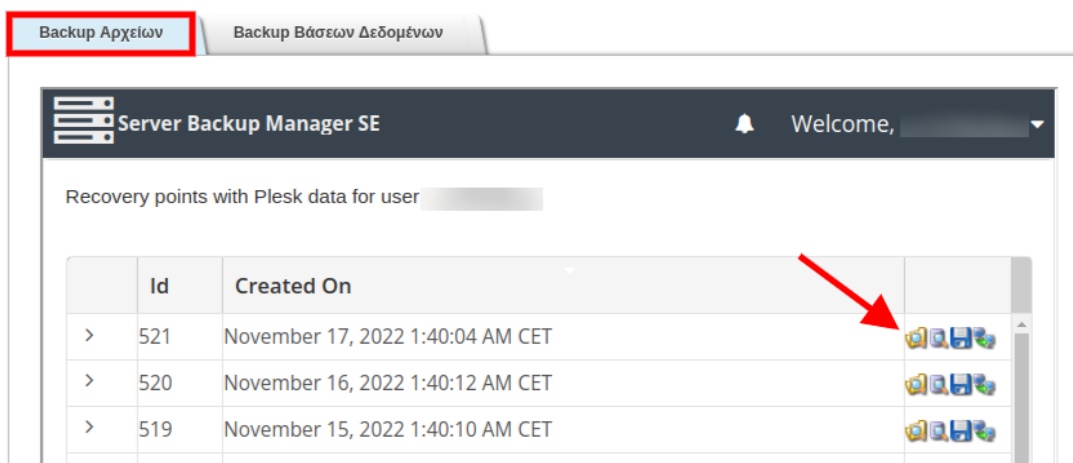 Backup Αρχείων Backup Βάσεων Δεδομένων
Server Backup Manager SE Welcome,
Recovery points with Plesk data for user
Id Created On
521 November 17, 2022 1:40:04 AM CET
520 November 16, 2022 1:40:12 AM CET
519 November 15, 2022 1:40:10 AM CET